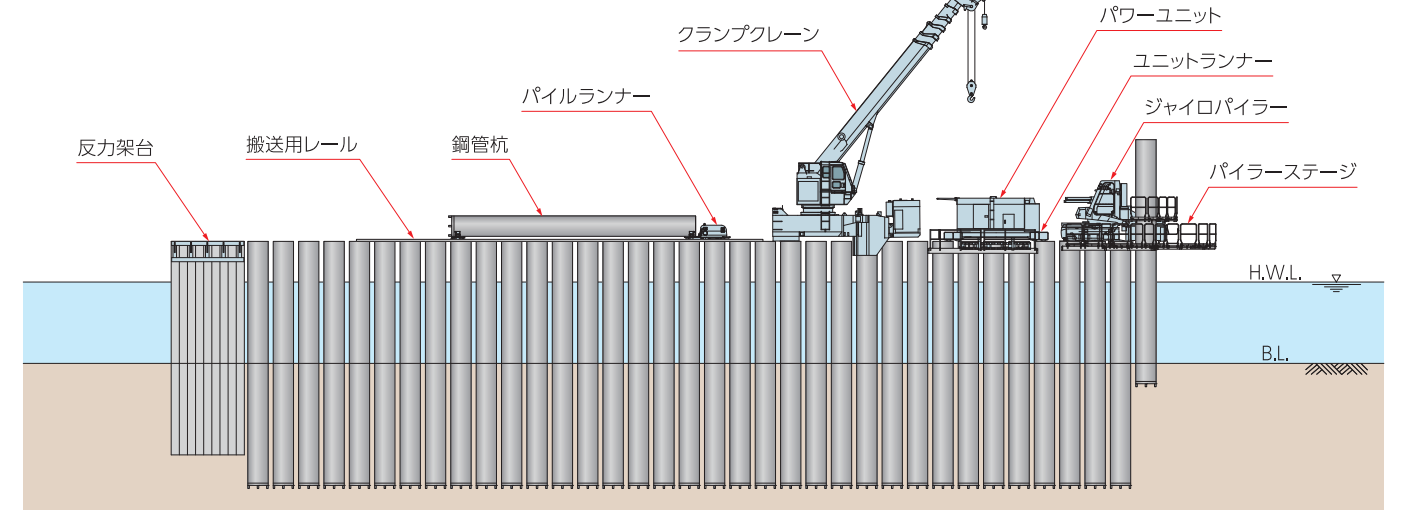 パワーユニット
クランプクレーン
ユニットランナー
パイルランナー
ジャイロパイラー
反力架台
搬送用レール
鋼管杭
パイラーステージ
H.W.L.
B.L.